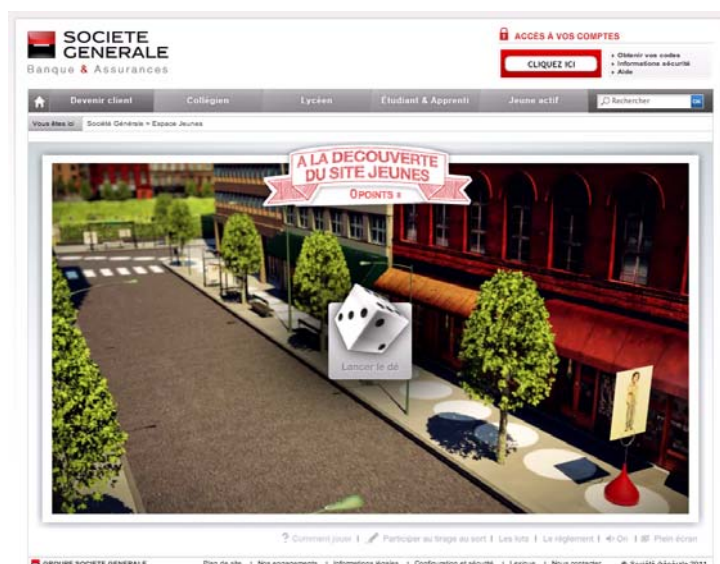 SOCIETE
GENERALE
Banque & Assurances
ACCÈS À VOS COMPTES
CLIQUEZ ICI
Obtenir vos codes
Informations sécurité
Aide
Devenir client
Collégien
Lycéen
Étudiant & Apprenti
Jeune actif
Rechercher
OK
Vous êtes ici
Société Générale > Espace Jeunes
A LA DECOUVERTE
DU SITE JEUNES
0 POINTS
Lancer le dé
? Comment jouer | Participer au tirage au sort | Les lots | Le règlement | On | Plein écran
GROUPE SOCIETE GENERALE
Plan de site | Nos engagements | Informations légales | Configuration et sécurité | Lexique | Nous contacter
© Société Générale 2011